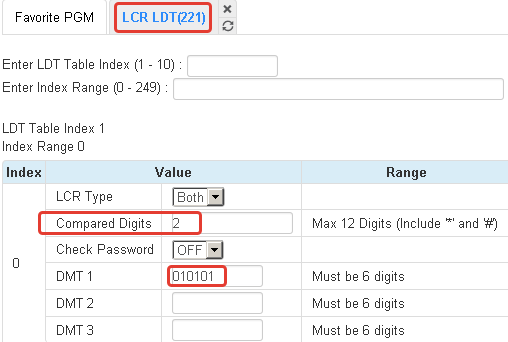 Favorite PGM LCR LDT(221)
Enter LDT Table Index (1 - 10) :
Enter Index Range (0 - 249) :
LDT Table Index 1
Index Range 0
Index Value Range
LCR Type Both
Compared Digits 2 Max 12 Digits (Include '*' and '#')
0
Check Password OFF
DMT 1 010101 Must be 6 digits
DMT 2 Must be 6 digits
DMT 3 Must be 6 digits